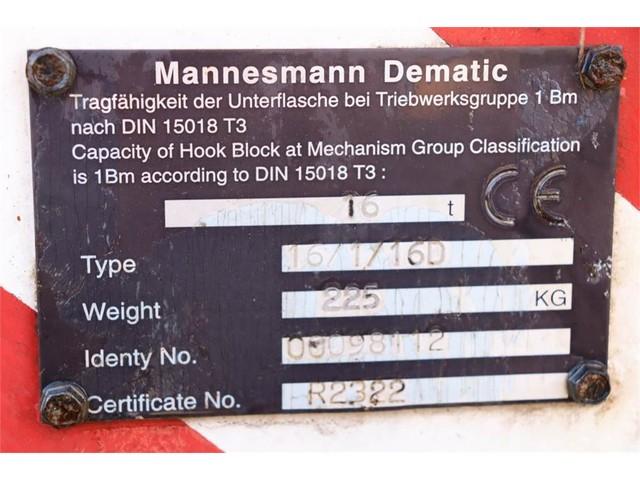 Mannesmann Dematic
Tragfähigkeit der Unterflasche bei Triebwerksgruppe 1 Bm
nach DIN 15018 T3
Capacity of Hook Block at Mechanism Group Classification
is 1Bm according to DIN 15018 T3 :
16 t CE
Type 16/1/16D
Weight 225 KG
Identy No. 00098112
Certificate No. R2322